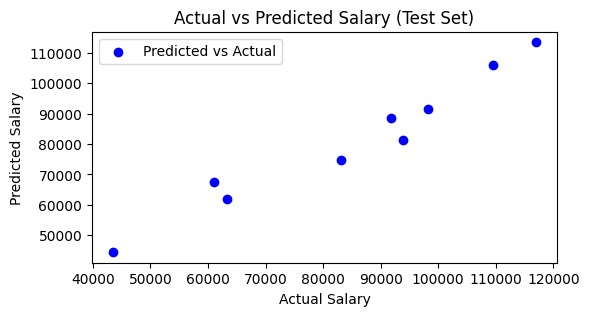 Actual vs Predicted Salary (Test Set)
Predicted vs Actual
110000
100000
90000
80000
70000
60000
50000
Predicted Salary
40000 50000 60000 70000 80000 90000 100000 110000 120000
Actual Salary